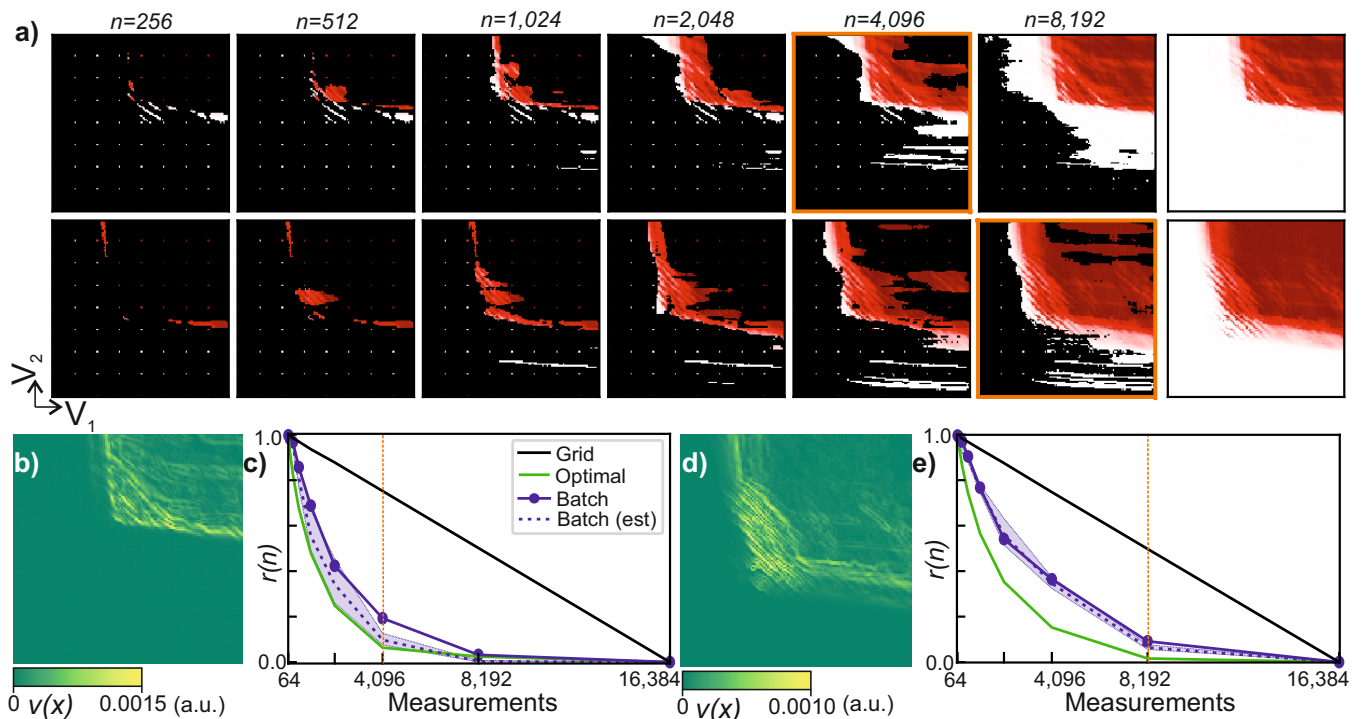 a)
n=256 n=512 n=1,024 n=2,048 n=4,096 n=8,192
V2
V1
b)
c)
d)
e)
1.0
r(n)
0.0
Grid
Optimal
Batch
Batch (est)
64 4,096 8,192 16,384
Measurements
0 v(x) 0.0015 (a.u.)
1.0
r(n)
0.0
64 4,096 8,192 16,384
Measurements
0 v(x) 0.0010 (a.u.)